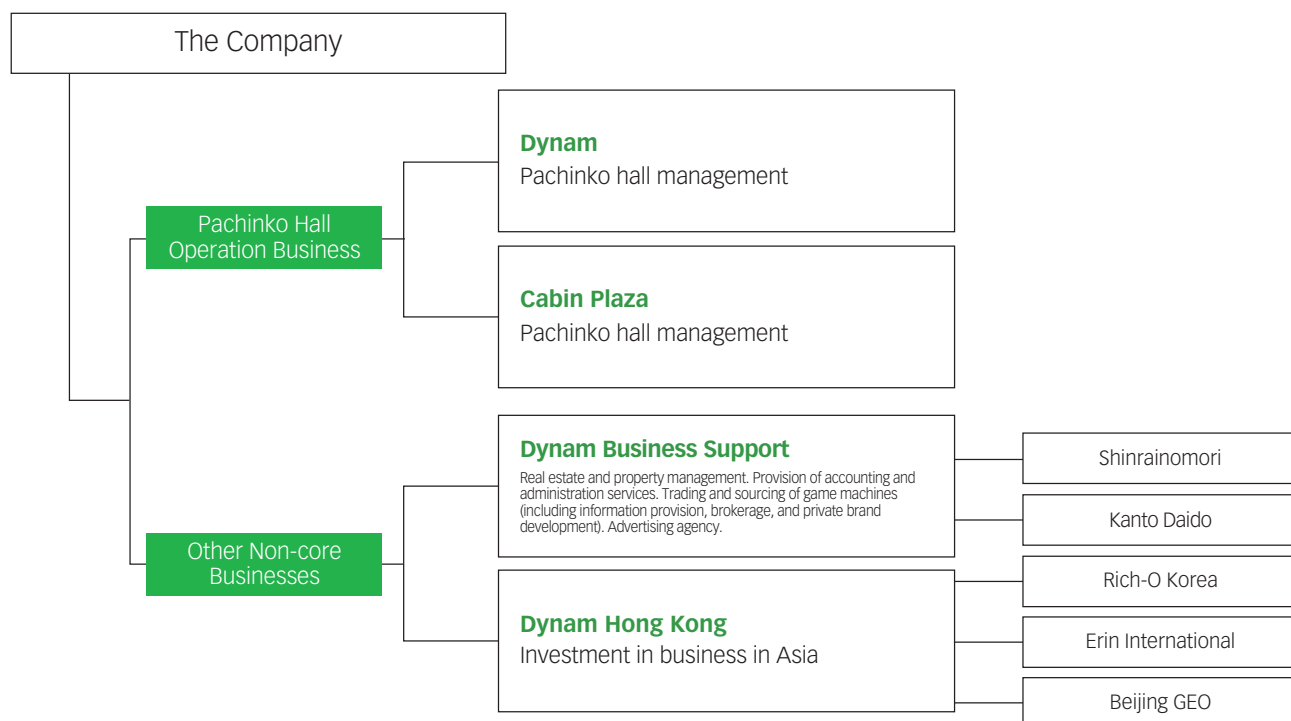 The Company
Dynam
Pachinko hall management
Pachinko Hall
Operation Business
Cabin Plaza
Pachinko hall management
Dynam Business Support
Real estate and property management. Provision of accounting and
administration services. Trading and sourcing of game machines
(including information provision, brokerage, and private brand
development). Advertising agency.
Shinrainomori
Kanto Daido
Other Non-core
Businesses
Dynam Hong Kong
Investment in business in Asia
Rich-O Korea
Erin International
Beijing GEO